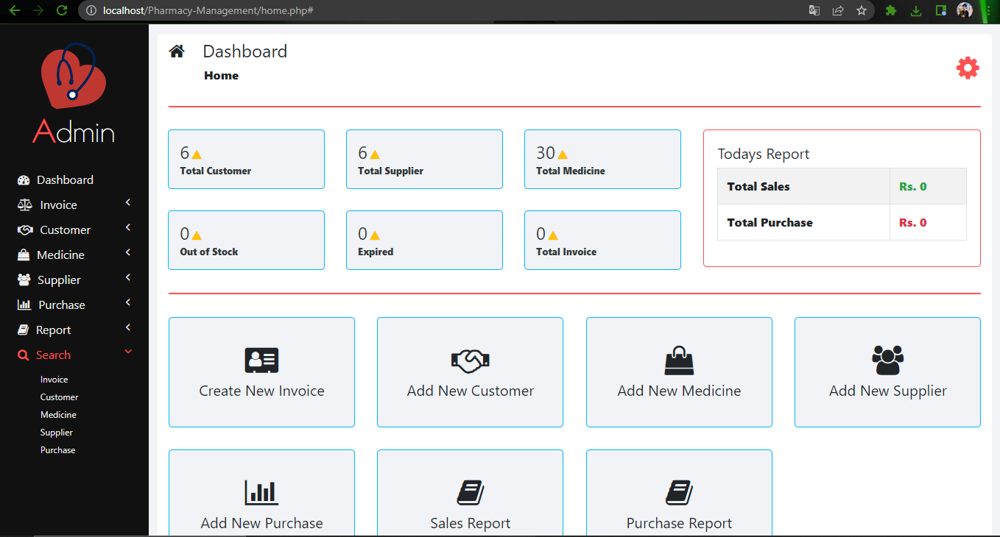 localhost/Pharmacy-Management/home.php#
Admin
Dashboard
Invoice
Customer
Medicine
Supplier
Purchase
Report
Search
Invoice
Customer
Medicine
Supplier
Purchase
Dashboard
Home
6
Total Customer
6
Total Supplier
30
Total Medicine
0
Out of Stock
0
Expired
0
Total Invoice
Todays Report
Total Sales Rs. 0
Total Purchase Rs. 0
Create New Invoice
Add New Customer
Add New Medicine
Add New Supplier
Add New Purchase
Sales Report
Purchase Report